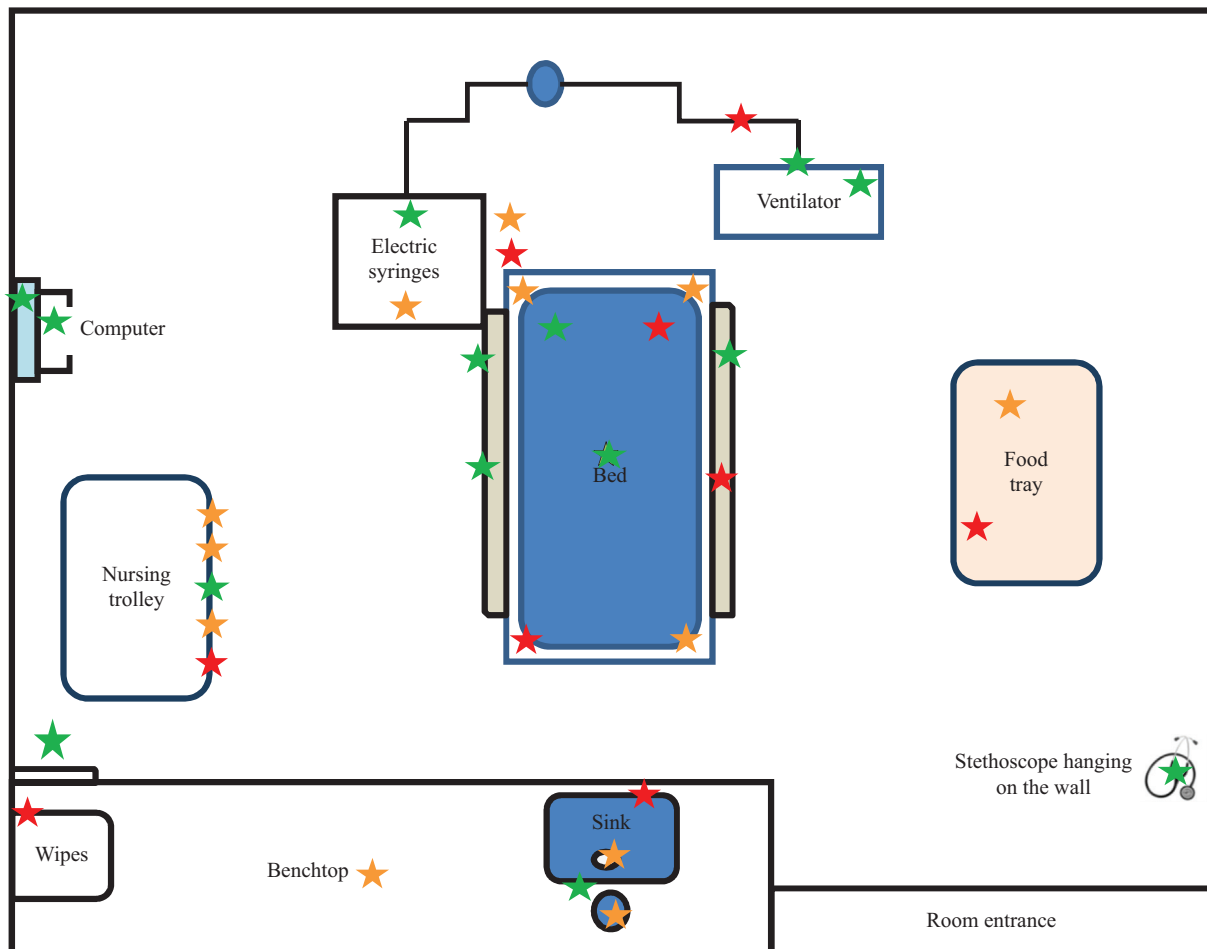 Ventilator
Electric
syringes
Computer
Bed
Food
tray
Nursing
trolley
Stethoscope hanging
on the wall
Sink
Wipes
Benchtop
Room entrance